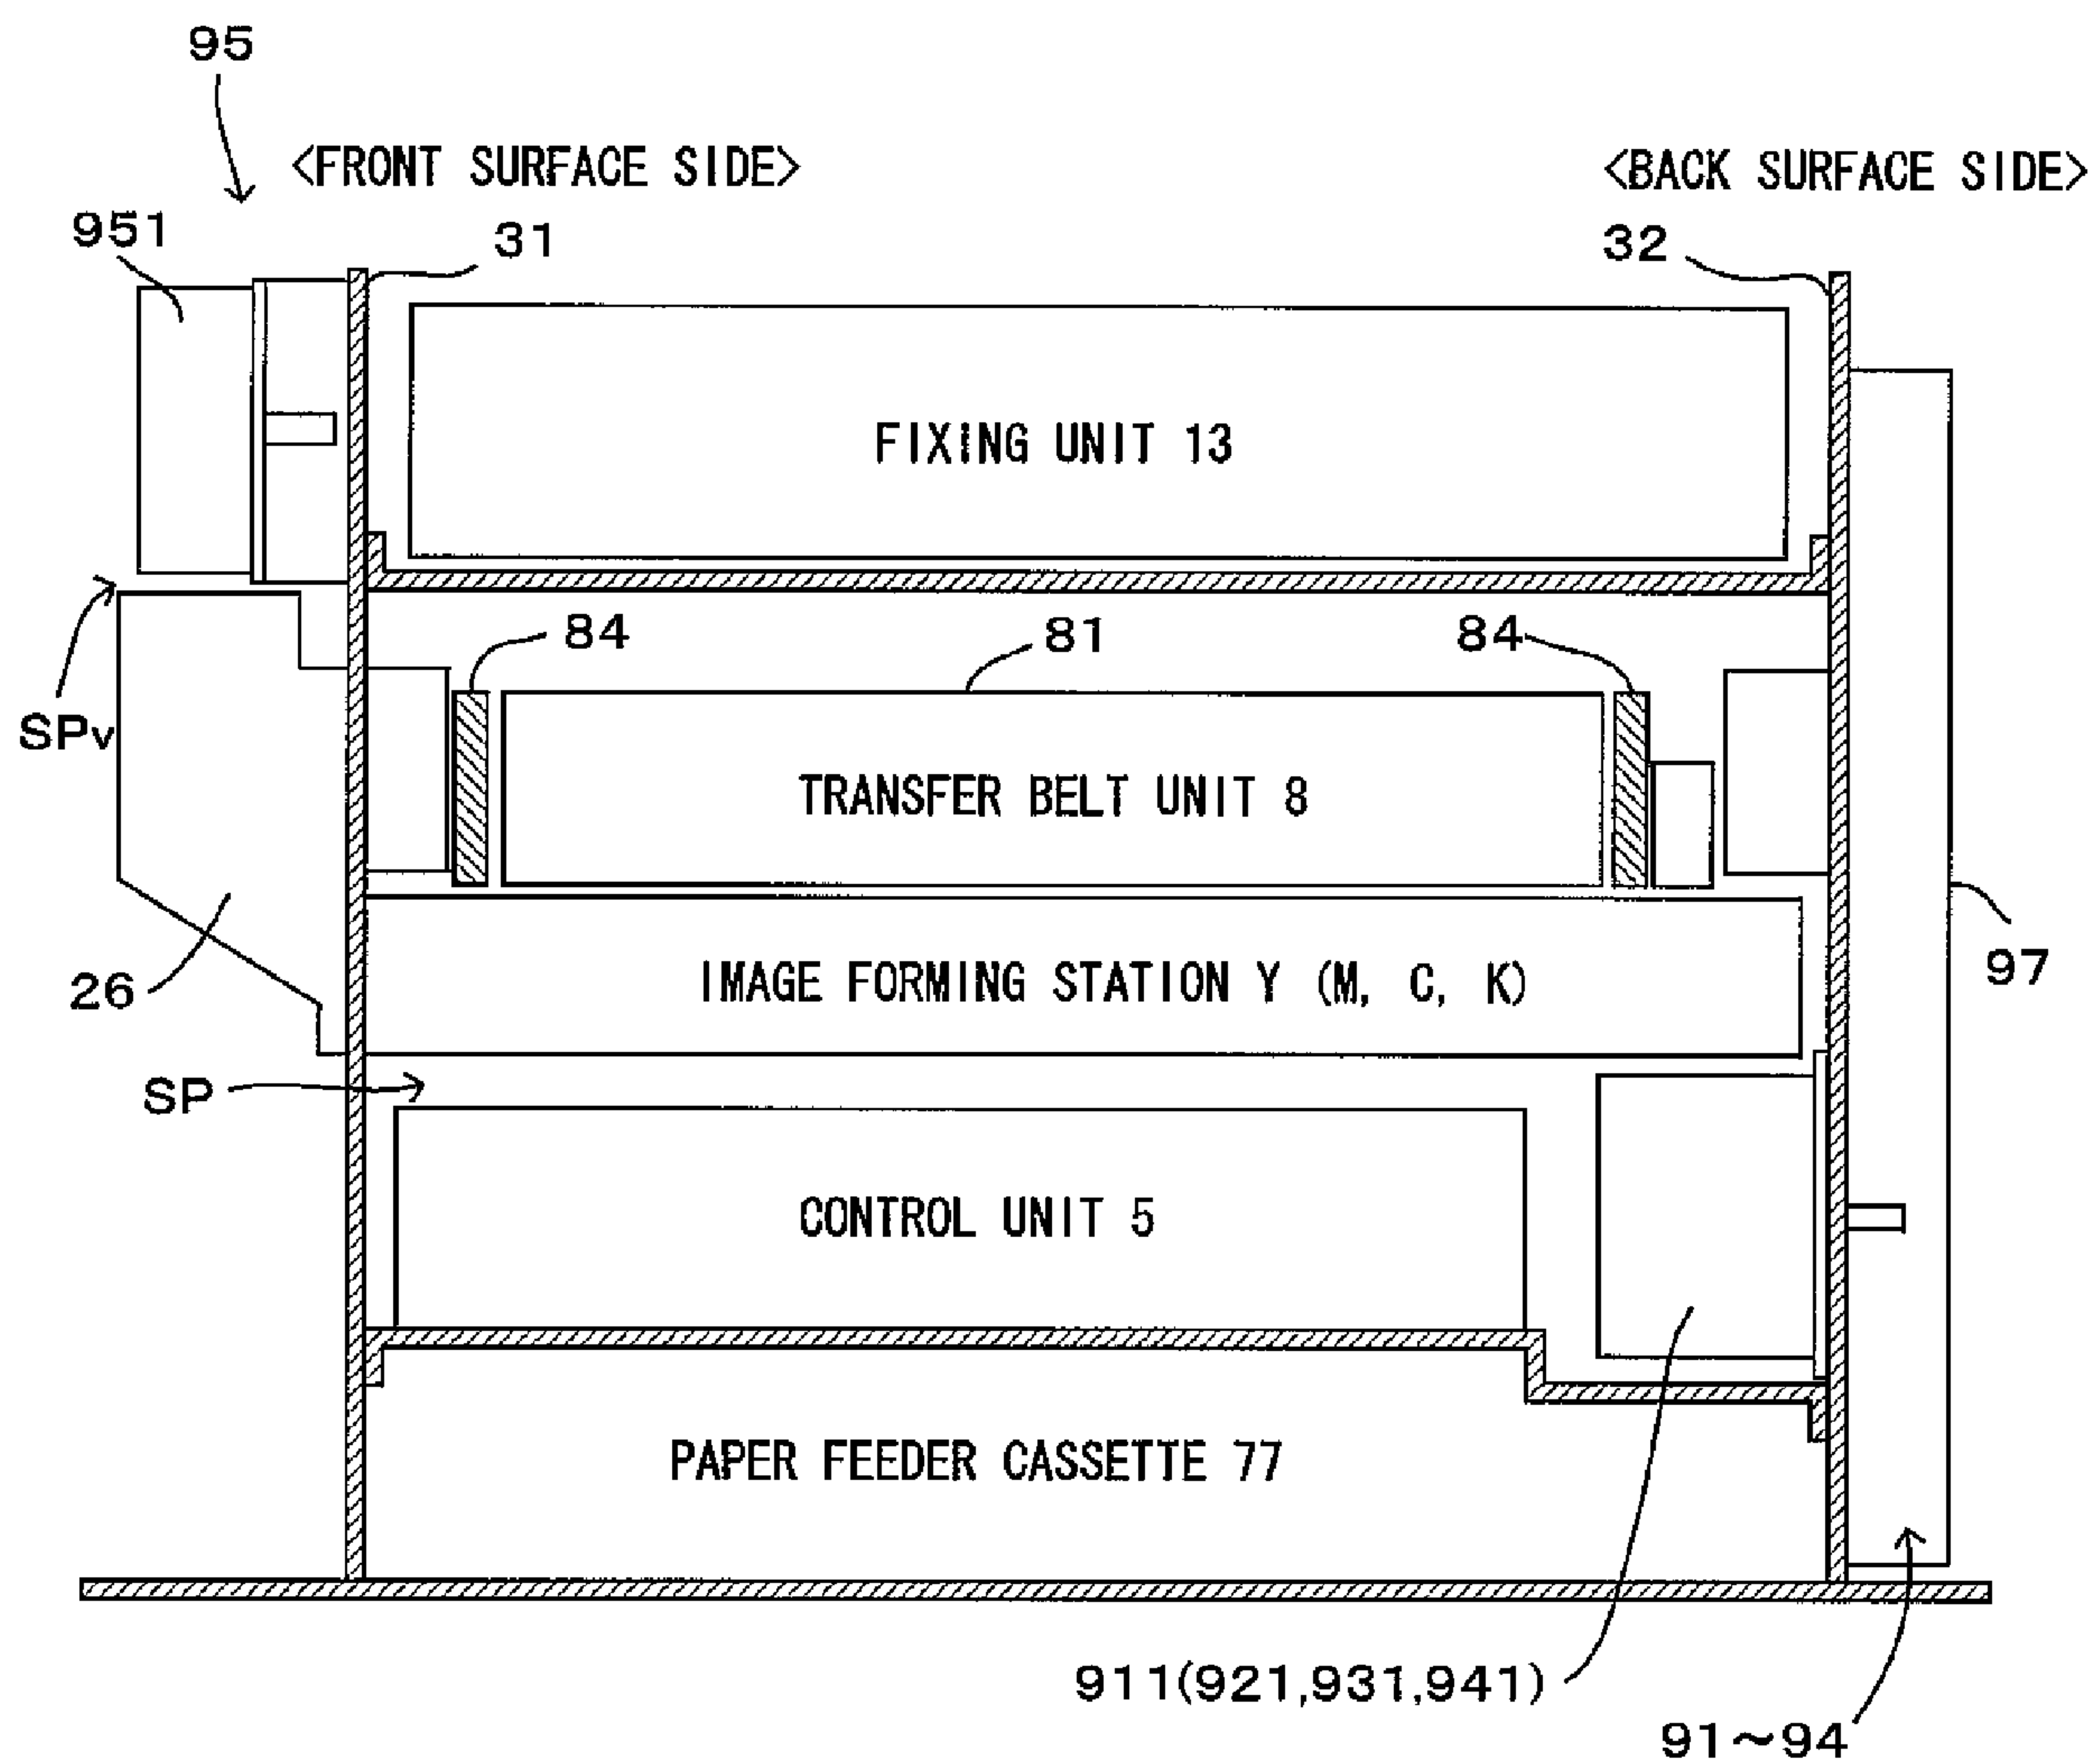 95
<FRONT SURFACE SIDE>
<BACK SURFACE SIDE>
951
31
32
FIXING UNIT 13
84
81
84
SPv
TRANSFER BELT UNIT 8
26
IMAGE FORMING STATION Y (M, C, K)
97
SP
CONTROL UNIT 5
PAPER FEEDER CASSETTE 77
911(921,931,941)
91~94